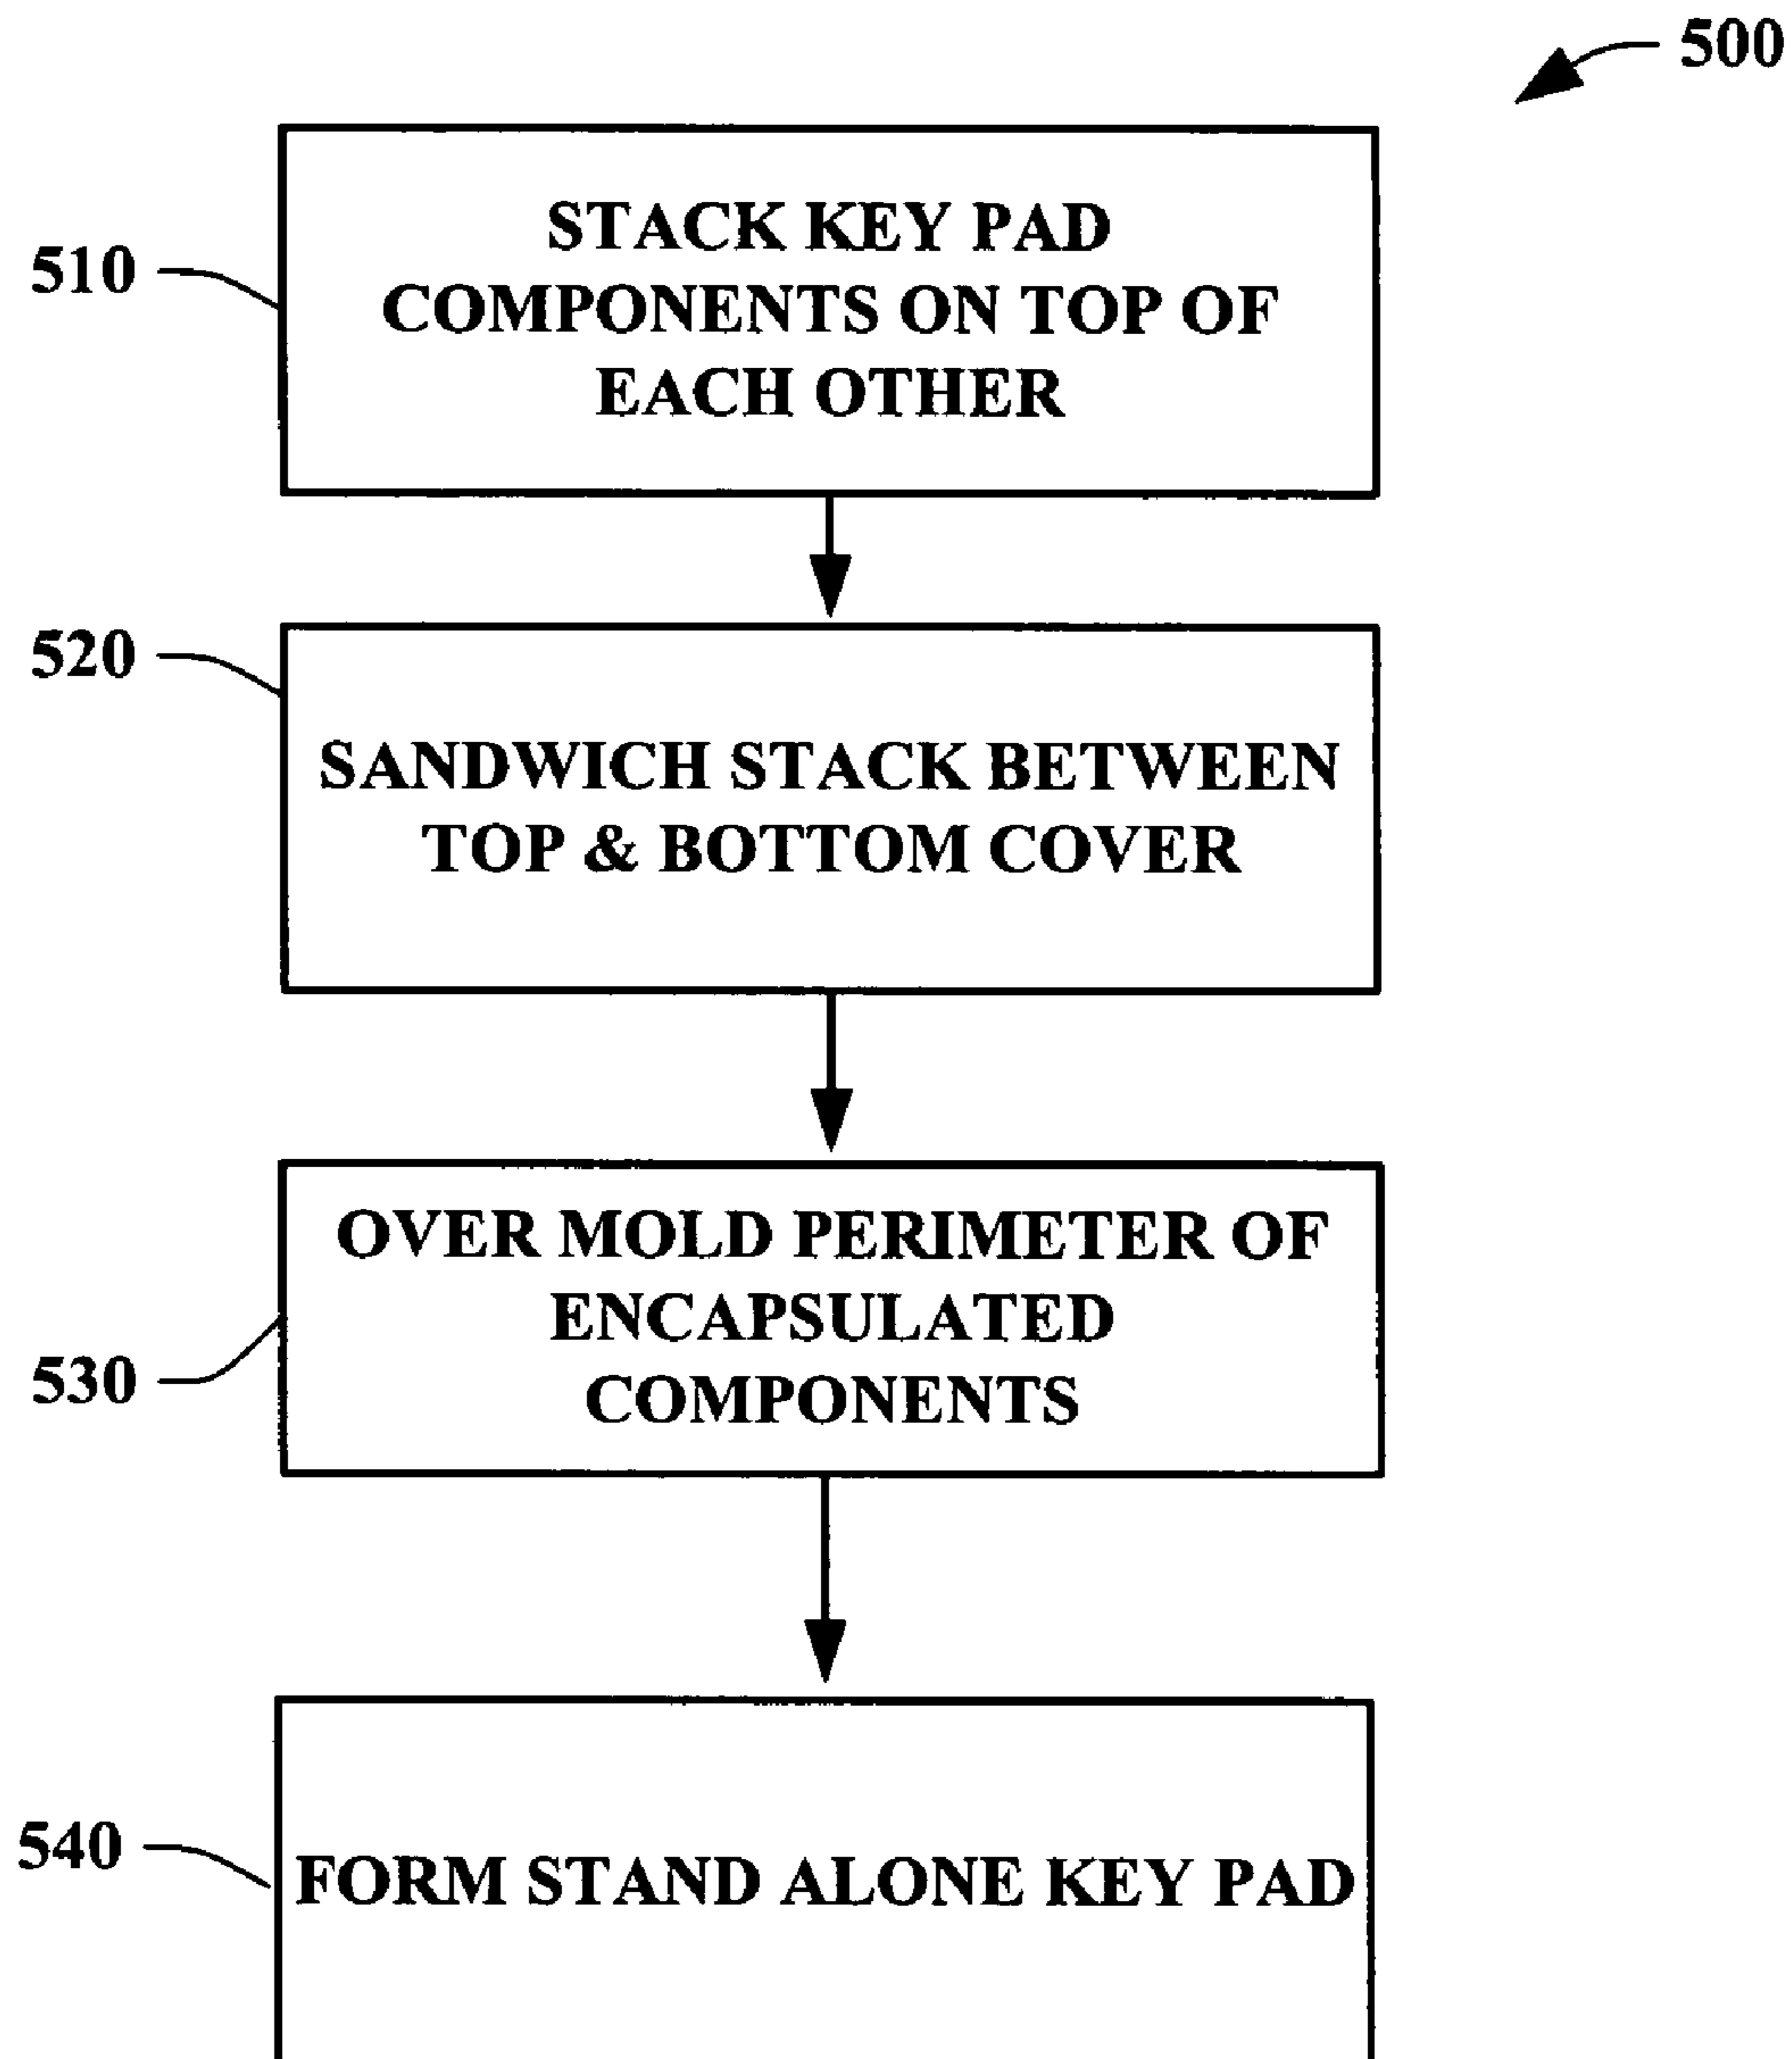 500
510
STACK KEY PAD
COMPONENTS ON TOP OF
EACH OTHER
520
SANDWICH STACK BETWEEN
TOP & BOTTOM COVER
OVER MOLD PERIMETER OF
ENCAPSULATED
COMPONENTS
530
540
FORM STAND ALONE KEY PAD